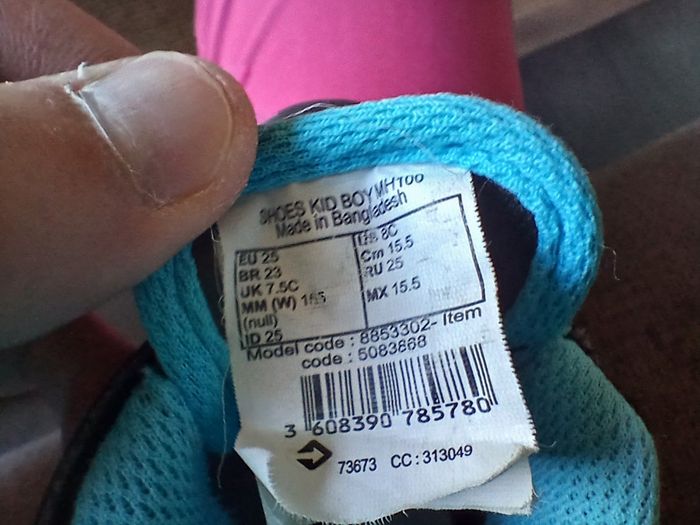 SHOES KID BOY MH100
Made in Bangladesh
EU 25
BR 23
UK 7.5C
MM (W) 155
(null)
ID 25
US 8C
Cm 15.5
RU 25
MX 15.5
Model code : 8853302- Item
code : 5083868
3 608390 785780
73673 CC : 313049